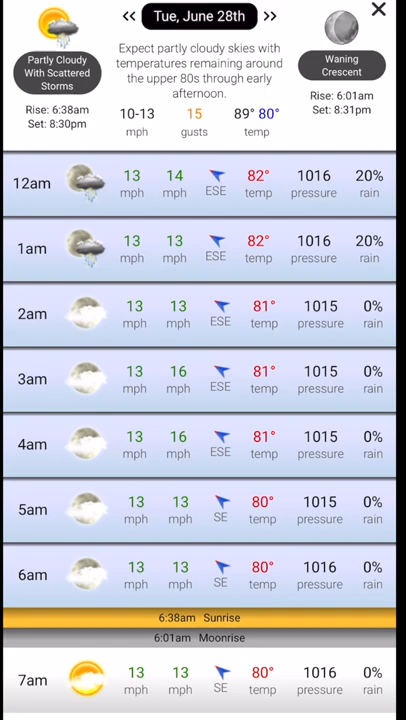 << Tue, June 28th >>
Partly Cloudy
With Scattered
Storms
Rise: 6:38am
Set: 8:30pm
Expect partly cloudy skies with
temperatures remaining around
the upper 80s through early
afternoon.
10-13 15 89° 80°
mph gusts temp
Waning
Crescent
Rise: 6:01am
Set: 8:31pm
12am 13 mph 14 mph ESE 82° temp 1016 pressure 20% rain
1am 13 mph 13 mph ESE 82° temp 1016 pressure 20% rain
2am 13 mph 13 mph ESE 81° temp 1015 pressure 0% rain
3am 13 mph 16 mph ESE 81° temp 1015 pressure 0% rain
4am 13 mph 16 mph ESE 81° temp 1015 pressure 0% rain
5am 13 mph 13 mph SE 80° temp 1015 pressure 0% rain
6am 13 mph 13 mph SE 80° temp 1016 pressure 0% rain
6:38am Sunrise
6:01am Moonrise
7am 13 mph 13 mph SE 80° temp 1016 pressure 0% rain